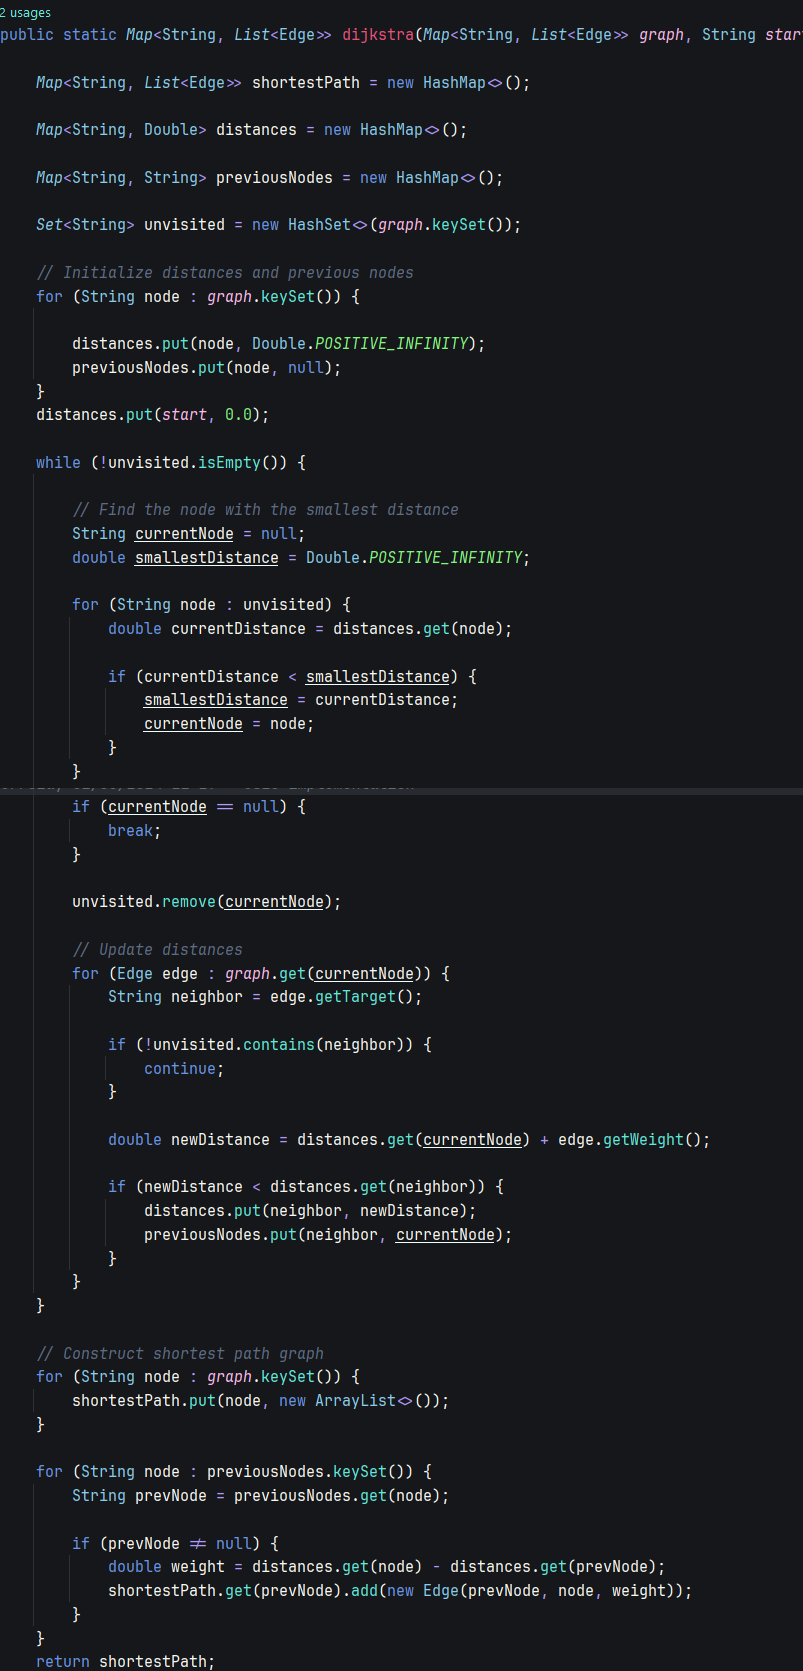 2 usages
public static Map<String, List<Edge>> dijkstra(Map<String, List<Edge>> graph, String star
Map<String, List<Edge>> shortestPath = new HashMap<>();
Map<String, Double> distances = new HashMap<>();
Map<String, String> previousNodes = new HashMap<>();
Set<String> unvisited = new HashSet<>(graph.keySet());
// Initialize distances and previous nodes
for (String node : graph.keySet()) {
distances.put(node, Double.POSITIVE_INFINITY);
previousNodes.put(node, null);
}
distances.put(start, 0.0);
while (!unvisited.isEmpty()) {
// Find the node with the smallest distance
String currentNode = null;
double smallestDistance = Double.POSITIVE_INFINITY;
for (String node : unvisited) {
double currentDistance = distances.get(node);
if (currentDistance < smallestDistance) {
smallestDistance = currentDistance;
currentNode = node;
}
}
if (currentNode == null) {
break;
}
unvisited.remove(currentNode);
// Update distances
for (Edge edge : graph.get(currentNode)) {
String neighbor = edge.getTarget();
if (!unvisited.contains(neighbor)) {
continue;
}
double newDistance = distances.get(currentNode) + edge.getWeight();
if (newDistance < distances.get(neighbor)) {
distances.put(neighbor, newDistance);
previousNodes.put(neighbor, currentNode);
}
}
}
// Construct shortest path graph
for (String node : graph.keySet()) {
shortestPath.put(node, new ArrayList<>());
}
for (String node : previousNodes.keySet()) {
String prevNode = previousNodes.get(node);
if (prevNode != null) {
double weight = distances.get(node) - distances.get(prevNode);
shortestPath.get(prevNode).add(new Edge(prevNode, node, weight));
}
}
return shortestPath;